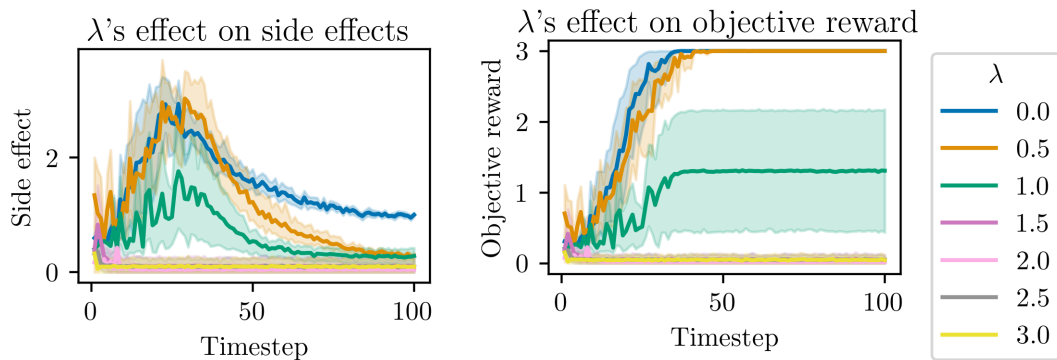 λ's effect on side effects
Side effect
2
0
0
50
100
Timestep
λ's effect on objective reward
Objective reward
3
2
1
0
0
50
100
Timestep
λ
0.0
0.5
1.0
1.5
2.0
2.5
3.0